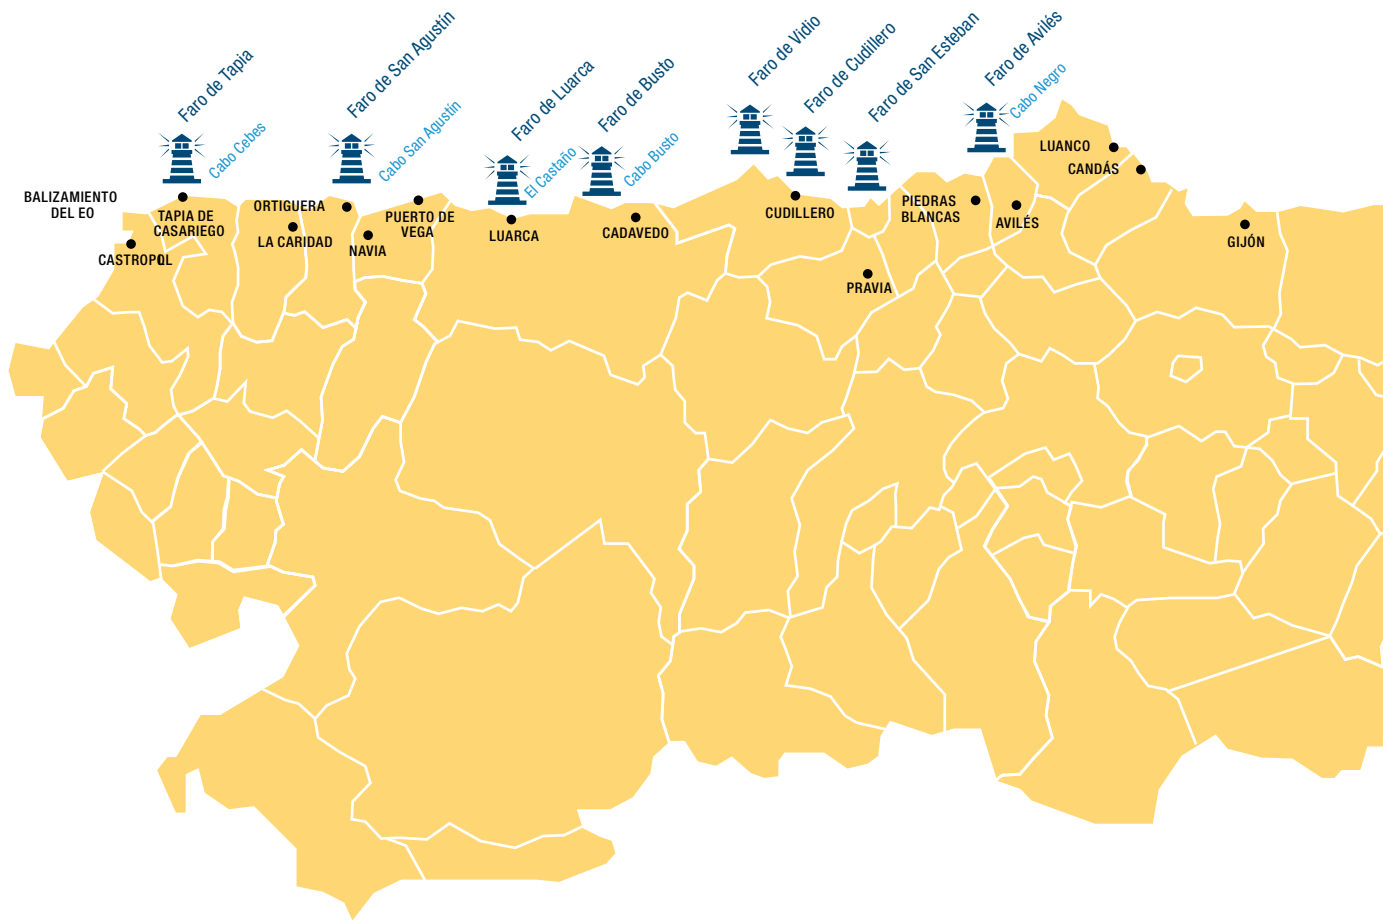 Faro de Tapia
Cabo Cebes
Faro de San Agustín
Cabo San Agustín
Faro de Luarca
El Castaño
Faro de Busto
Cabo Busto
Faro de Vidio
Faro de Cudillero
Faro de San Esteban
Faro de Avilés
Cabo Negro
BALIZAMIENTO
DEL EO
CASTROPOL
TAPIA DE
CASARIEGO
ORTIGUERA
LA CARIDAD
NAVIA
PUERTO DE
VEGA
LUARCA
CADAVEDO
CUDILLERO
PRAVIA
PIEDRAS
BLANCAS
AVILÉS
LUANCO
CANDÁS
GIJÓN